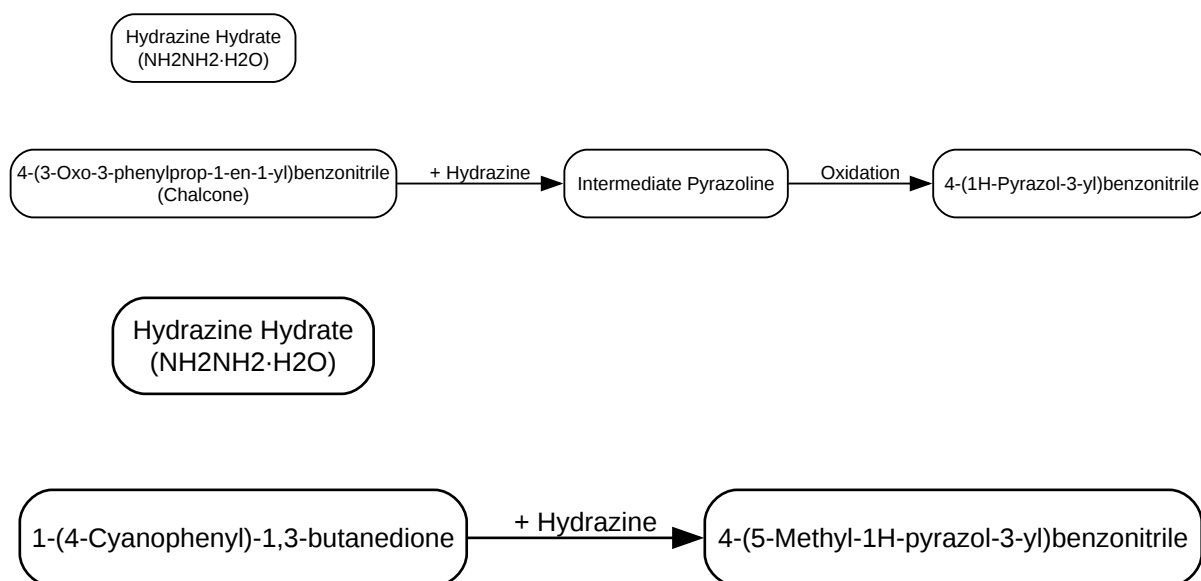 Hydrazine Hydrate
(NH2NH2·H2O)
4-(3-Oxo-3-phenylprop-1-en-1-yl)benzonitrile
(Chalcone)
+ Hydrazine
Intermediate Pyrazoline
Oxidation
4-(1H-Pyrazol-3-yl)benzonitrile
Hydrazine Hydrate
(NH2NH2·H2O)
1-(4-Cyanophenyl)-1,3-butanedione
+ Hydrazine
4-(5-Methyl-1H-pyrazol-3-yl)benzonitrile